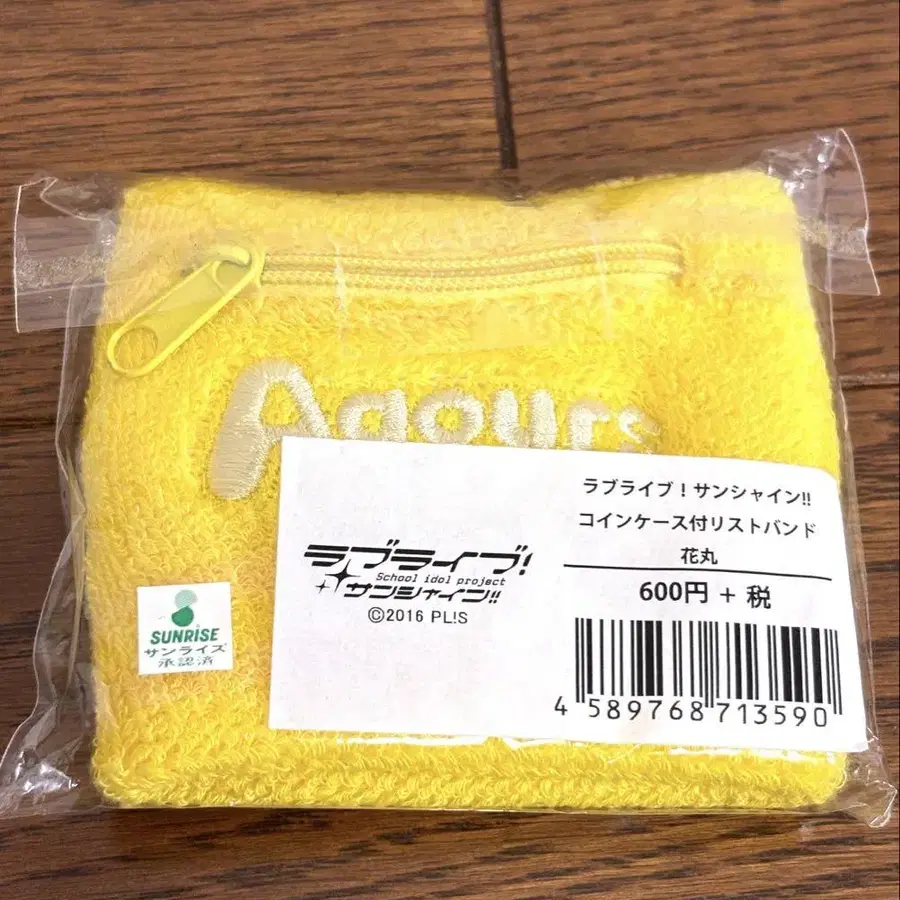 Aqours
ラブライブ！サンシャイン!!
コインケース付リストバンド
花丸
600円 + 税
4 589768 713590
ラブライブ！
School idol project
サンシャイン!!
©2016 PL!S
SUNRISE
サンライズ
承認済